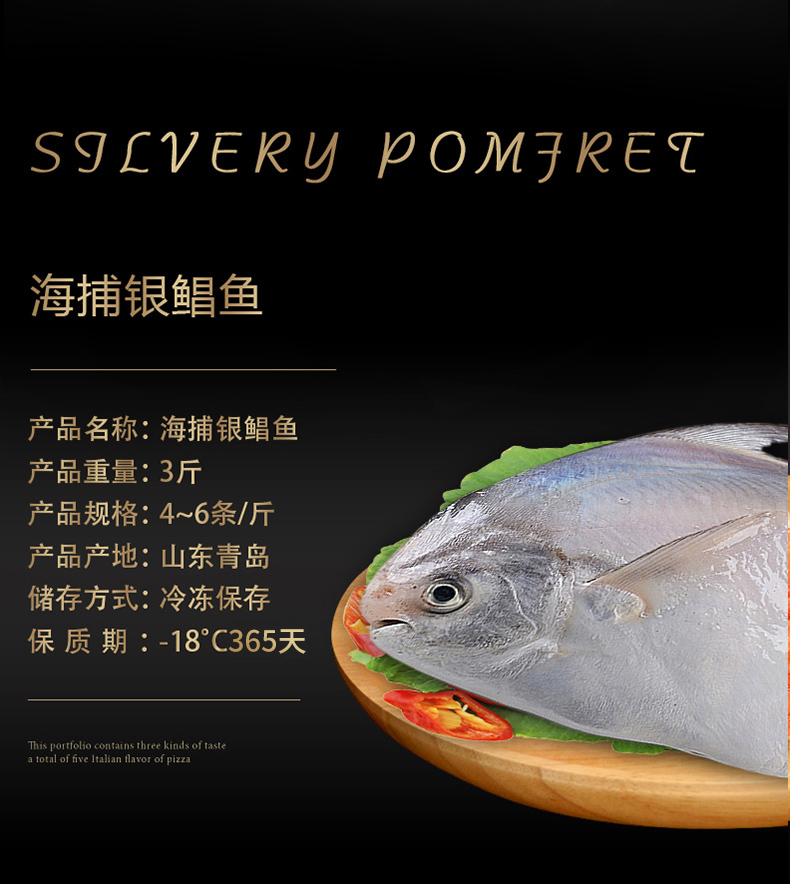 SILVERY POMFRET
海捕银鲳鱼
产品名称：海捕银鲳鱼
产品重量：3斤
产品规格：4~6条/斤
产品产地：山东青岛
储存方式：冷冻保存
保 质 期 ：-18°C365天
This portfolio contains three kinds of taste
a total of five Italian flavor of pizza